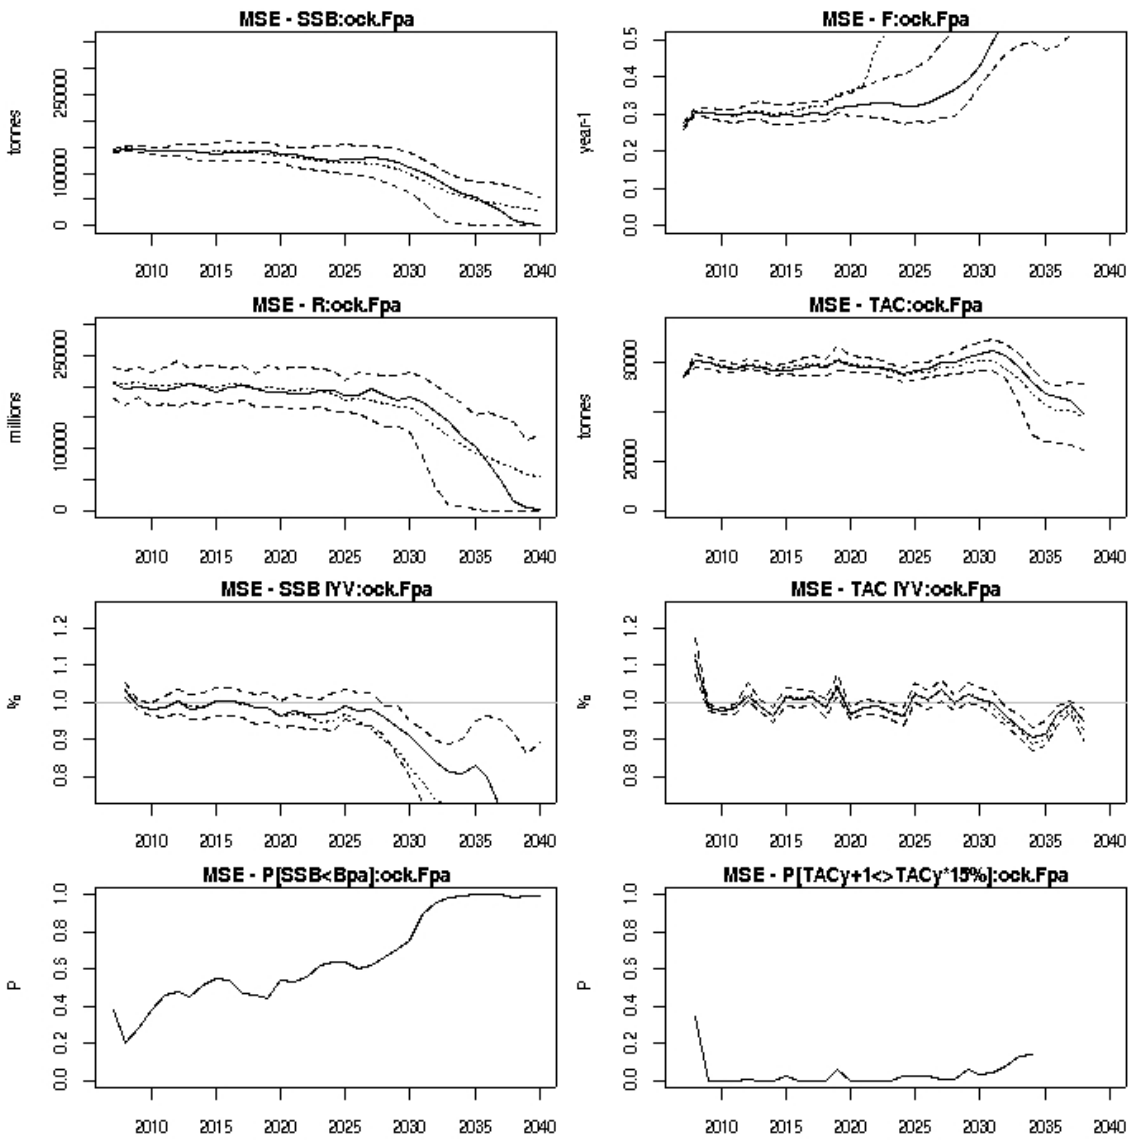 MSE - SSB:ock.Fpa
tonnes
250000
100000
0
2010 2015 2020 2025 2030 2035 2040
MSE - F:ock.Fpa
year-1
0.5
0.4
0.3
0.2
0.1
0.0
2010 2015 2020 2025 2030 2035 2040
MSE - R:ock.Fpa
millions
250000
100000
0
2010 2015 2020 2025 2030 2035 2040
MSE - TAC:ock.Fpa
tonnes
90000
20000
0
2010 2015 2020 2025 2030 2035 2040
MSE - SSB IYV:ock.Fpa
%
1.2
1.1
1.0
0.9
0.8
2010 2015 2020 2025 2030 2035 2040
MSE - TAC IYV:ock.Fpa
%
1.2
1.1
1.0
0.9
0.8
2010 2015 2020 2025 2030 2035 2040
MSE - P[SSB<Bpa]:ock.Fpa
P
1.0
0.8
0.6
0.4
0.2
0.0
2010 2015 2020 2025 2030 2035 2040
MSE - P[TACy+1<>TACy*15%]:ock.Fpa
P
1.0
0.8
0.6
0.4
0.2
0.0
2010 2015 2020 2025 2030 2035 2040